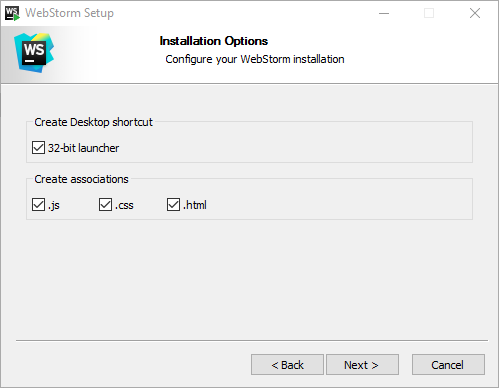 WebStorm Setup
WS
Installation Options
Configure your WebStorm installation
Create Desktop shortcut
32-bit launcher
Create associations
.js .css .html
< Back Next > Cancel